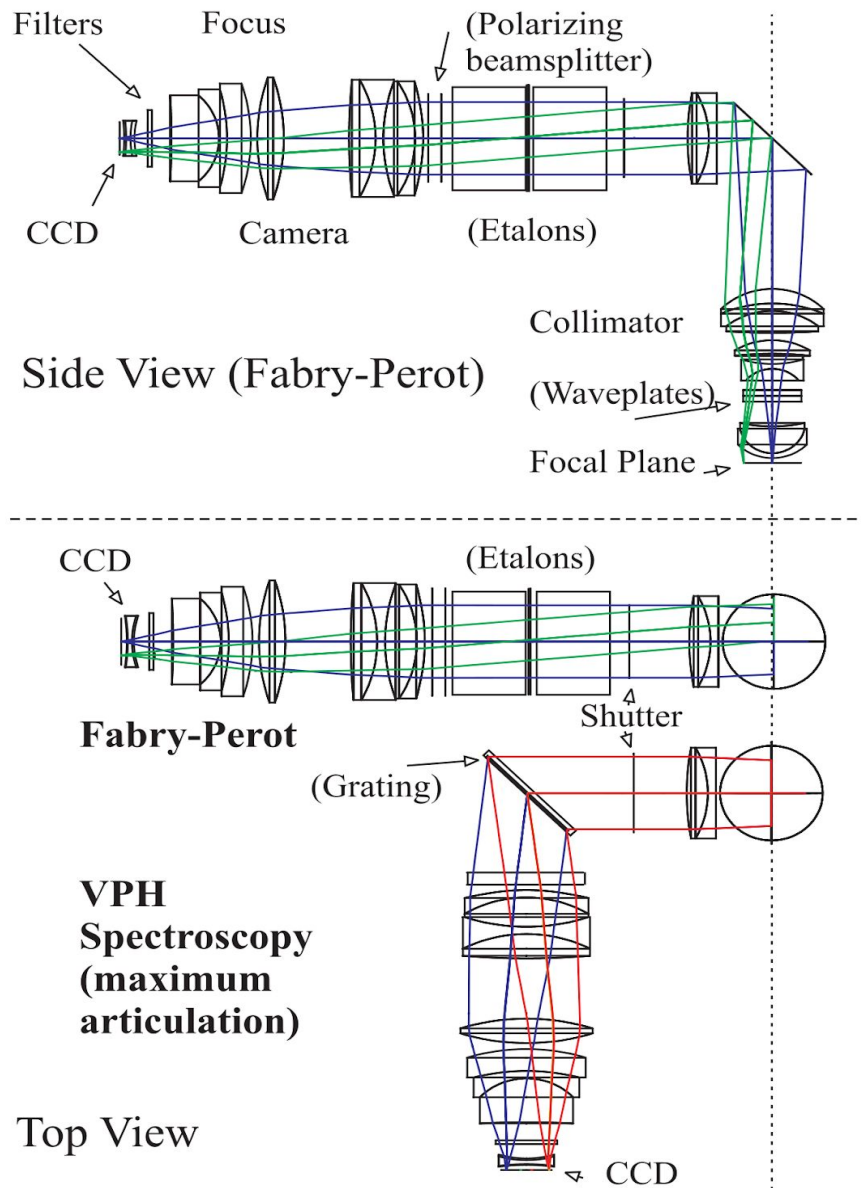 Filters
Focus
(Polarizing
beamsplitter)
CCD
Camera
(Etalons)
Collimator
Side View (Fabry-Perot)
(Waveplates)
Focal Plane
CCD
(Etalons)
Fabry-Perot
Shutter
(Grating)
VPH
Spectroscopy
(maximum
articulation)
Top View
CCD